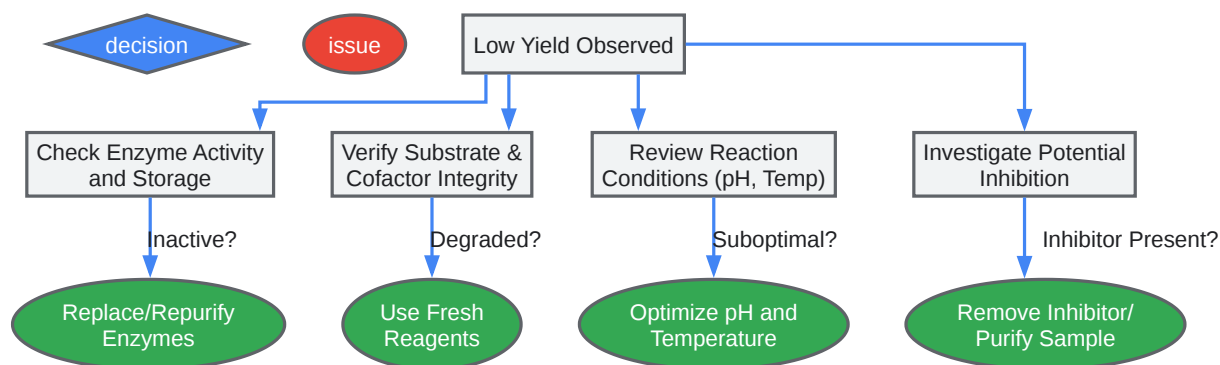 decision
issue
Low Yield Observed
Check Enzyme Activity
and Storage
Verify Substrate &
Cofactor Integrity
Review Reaction
Conditions (pH, Temp)
Investigate Potential
Inhibition
Inactive?
Degraded?
Suboptimal?
Inhibitor Present?
Replace/Repurify
Enzymes
Use Fresh
Reagents
Optimize pH and
Temperature
Remove Inhibitor/
Purify Sample